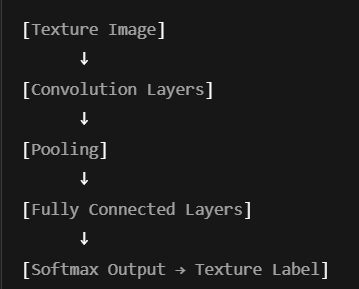 [Texture Image]
↓
[Convolution Layers]
↓
[Pooling]
↓
[Fully Connected Layers]
↓
[Softmax Output → Texture Label]